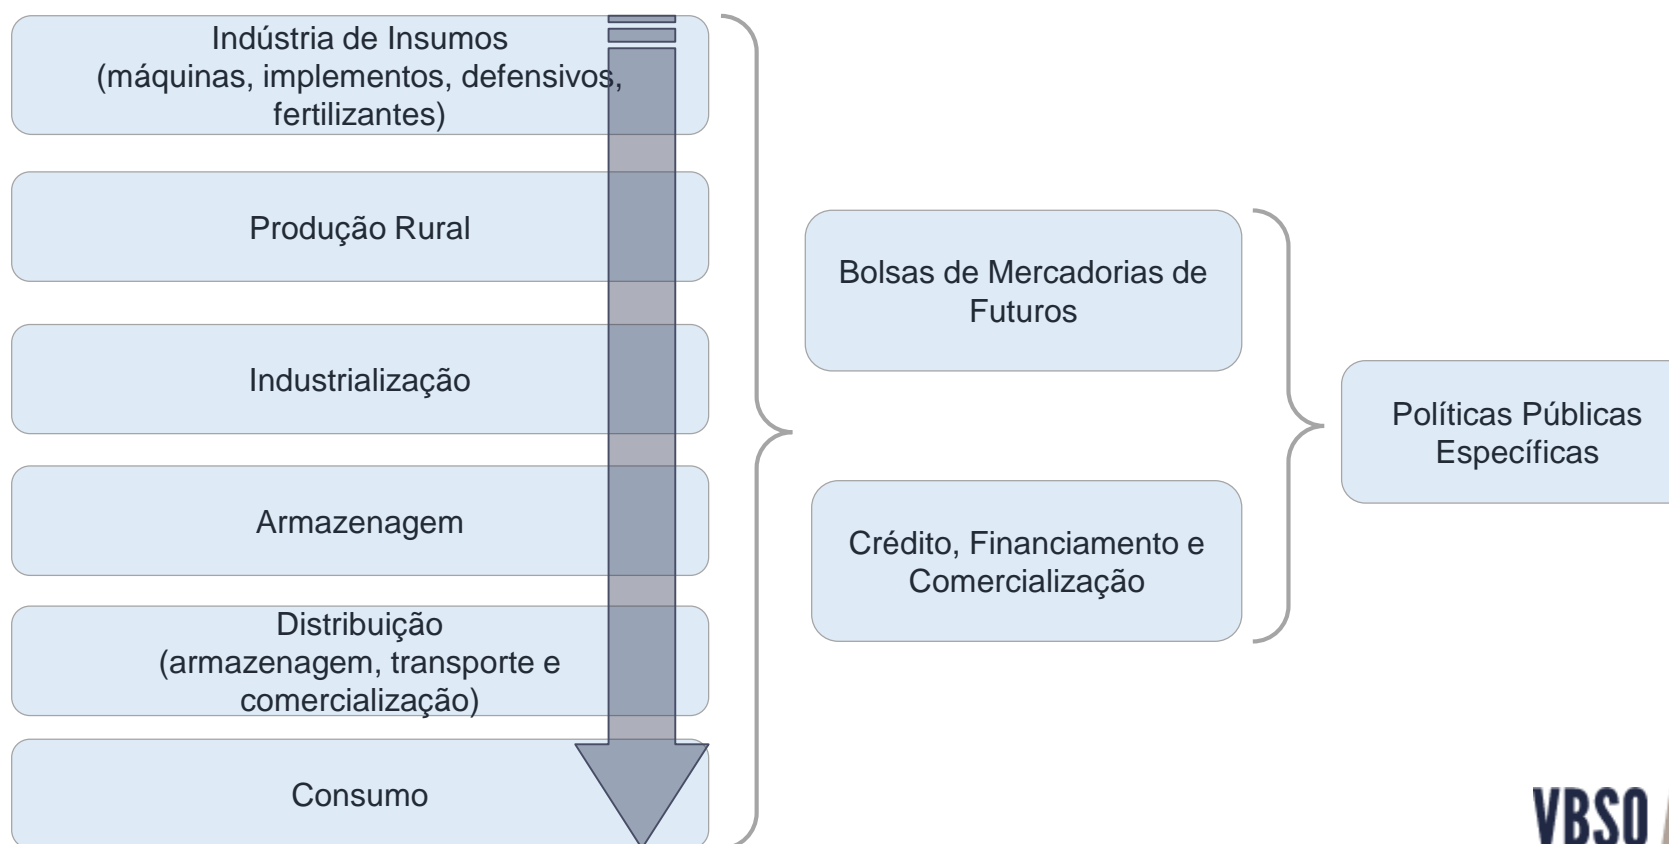 Indústria de Insumos
(máquinas, implementos, defensivos,
fertilizantes)
Produção Rural
Industrialização
Armazenagem
Distribuição
(armazenagem, transporte e
comercialização)
Consumo
Bolsas de Mercadorias de
Futuros
Crédito, Financiamento e
Comercialização
Políticas Públicas
Específicas
VBSO